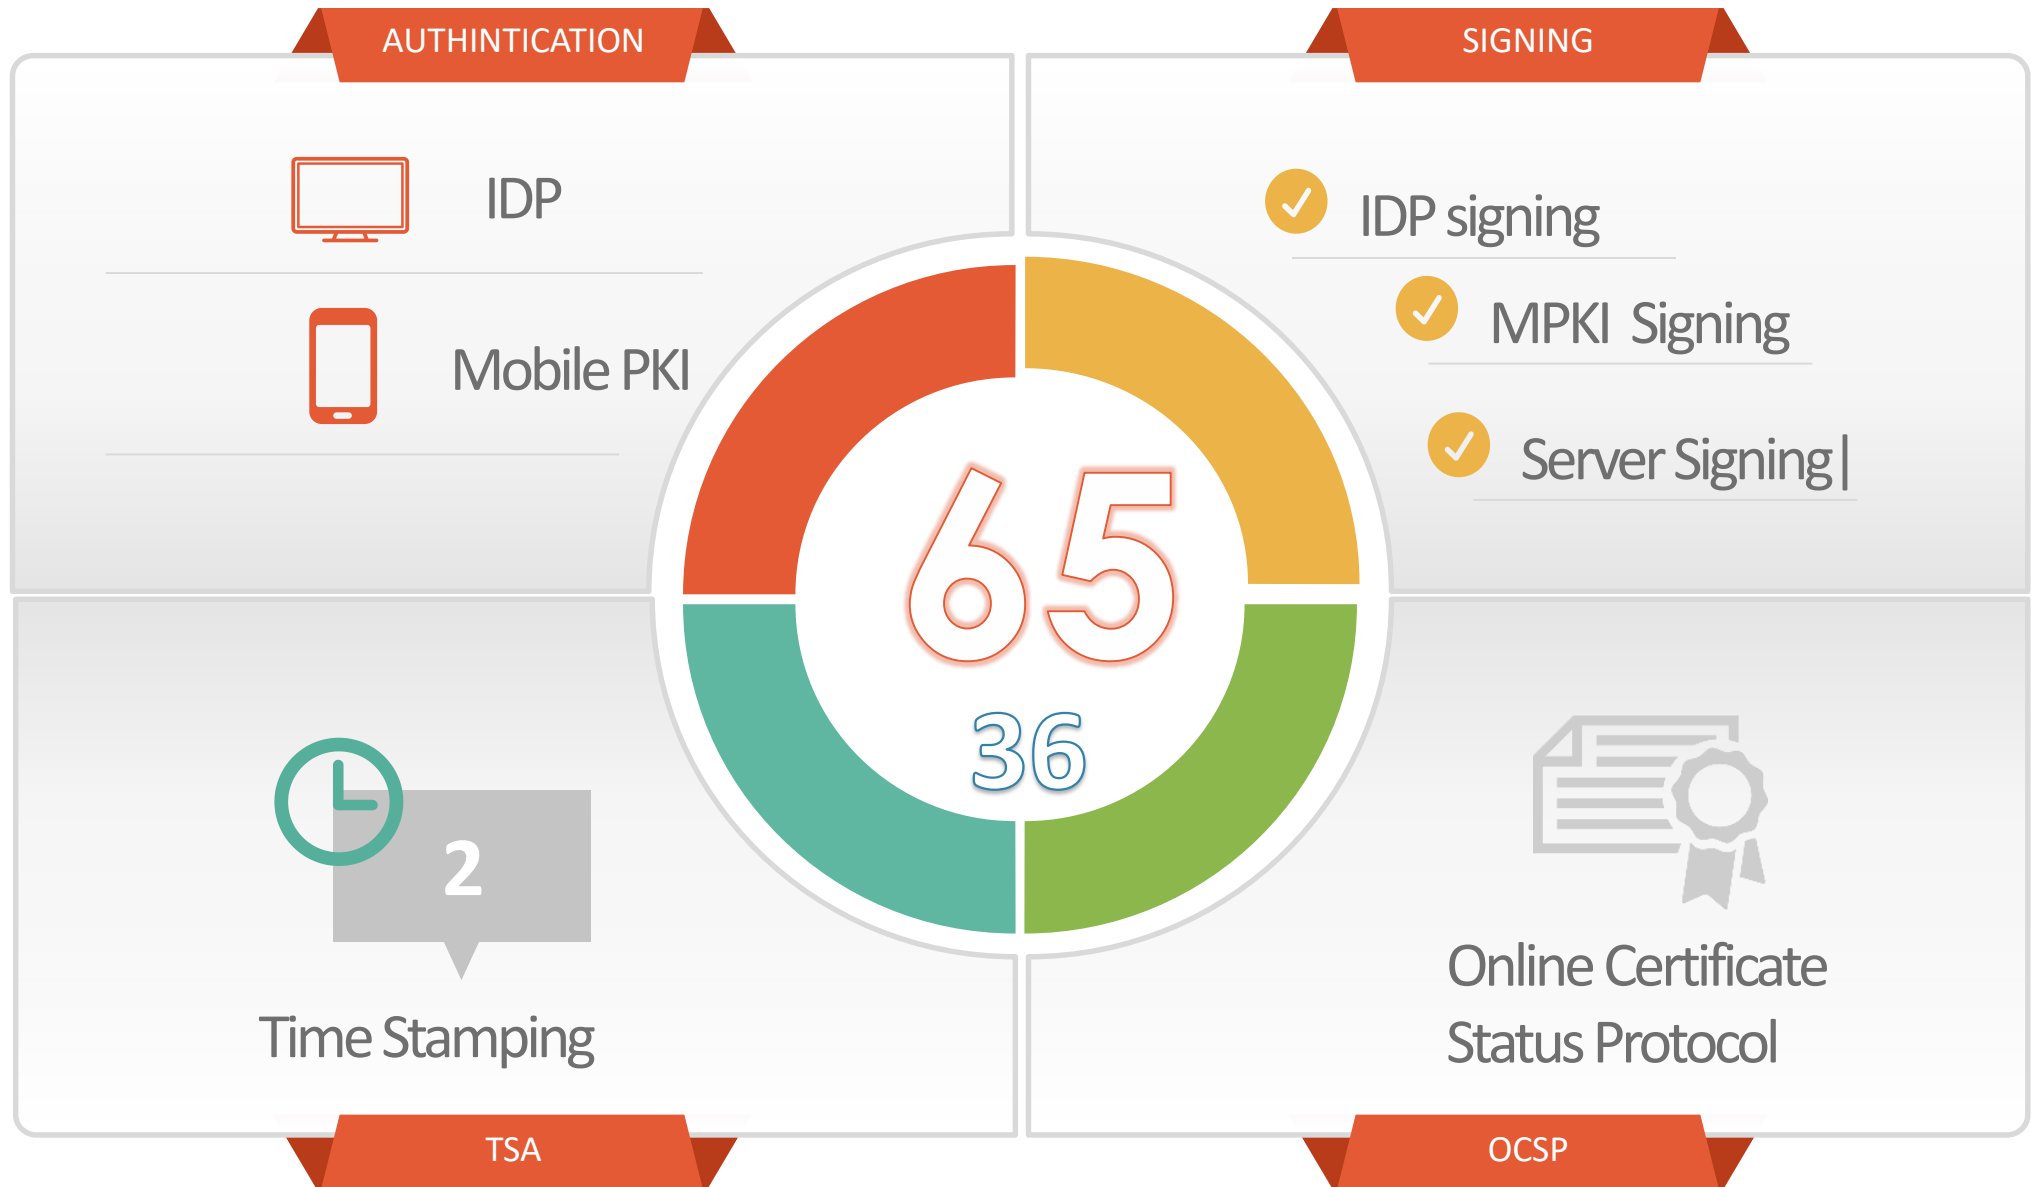 AUTHINTICATION
SIGNING
IDP
Mobile PKI
IDP signing
MPKI  Signing
Server Signing|
65
36
2
Time Stamping
Online Certificate
Status Protocol
TSA
OCSP